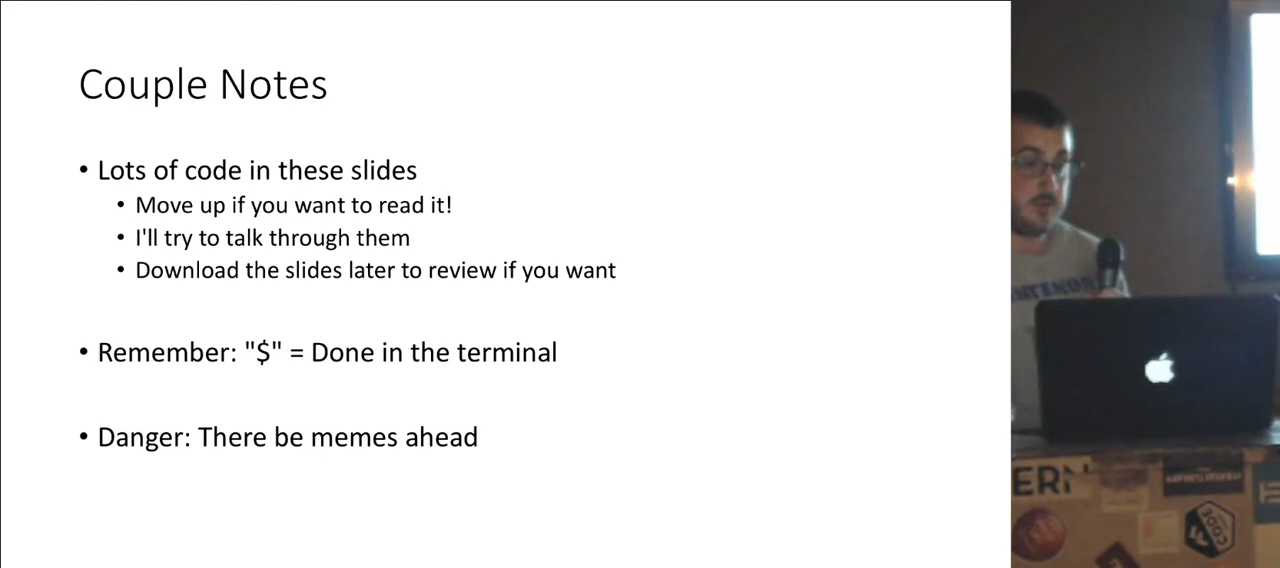 Couple Notes
• Lots of code in these slides
• Move up if you want to read it!
• I'll try to talk through them
• Download the slides later to review if you want
• Remember: "$" = Done in the terminal
• Danger: There be memes ahead
ERN
CODE